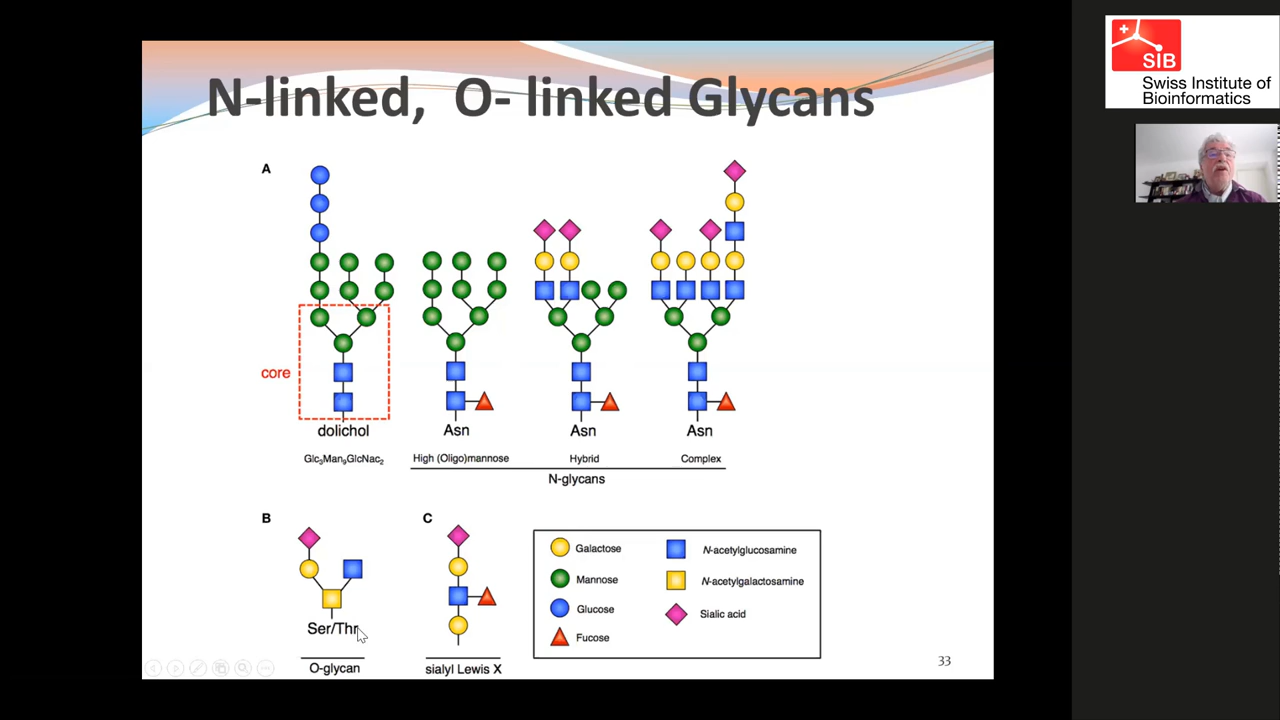 N-linked, O- linked Glycans
SIB
Swiss Institute of
Bioinformatics
A
core
dolichol
Asn
Asn
Asn
Glc3Man9GlcNac2
High (Oligo)mannose
Hybrid
Complex
N-glycans
B
C
Galactose
N-acetylglucosamine
Mannose
N-acetylgalactosamine
Glucose
Sialic acid
Fucose
Ser/Thr
O-glycan
sialyl Lewis X
33